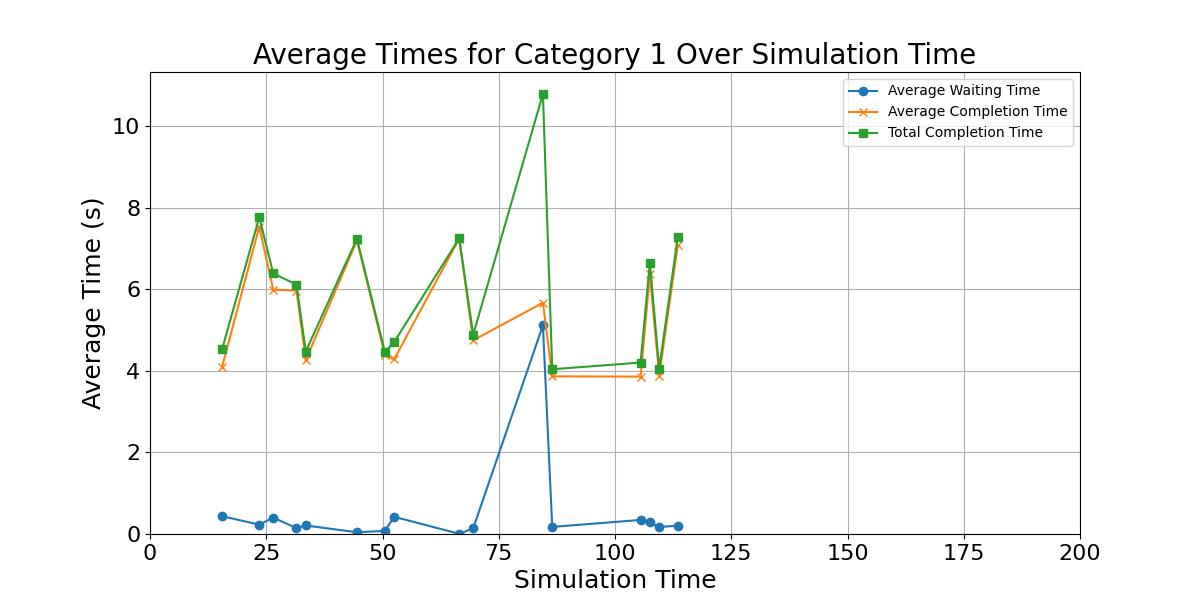 Average Times for Category 1 Over Simulation Time
Average Waiting Time
Average Completion Time
Total Completion Time
Average Time (s)
10
8
6
4
2
0
0 25 50 75 100 125 150 175 200
Simulation Time